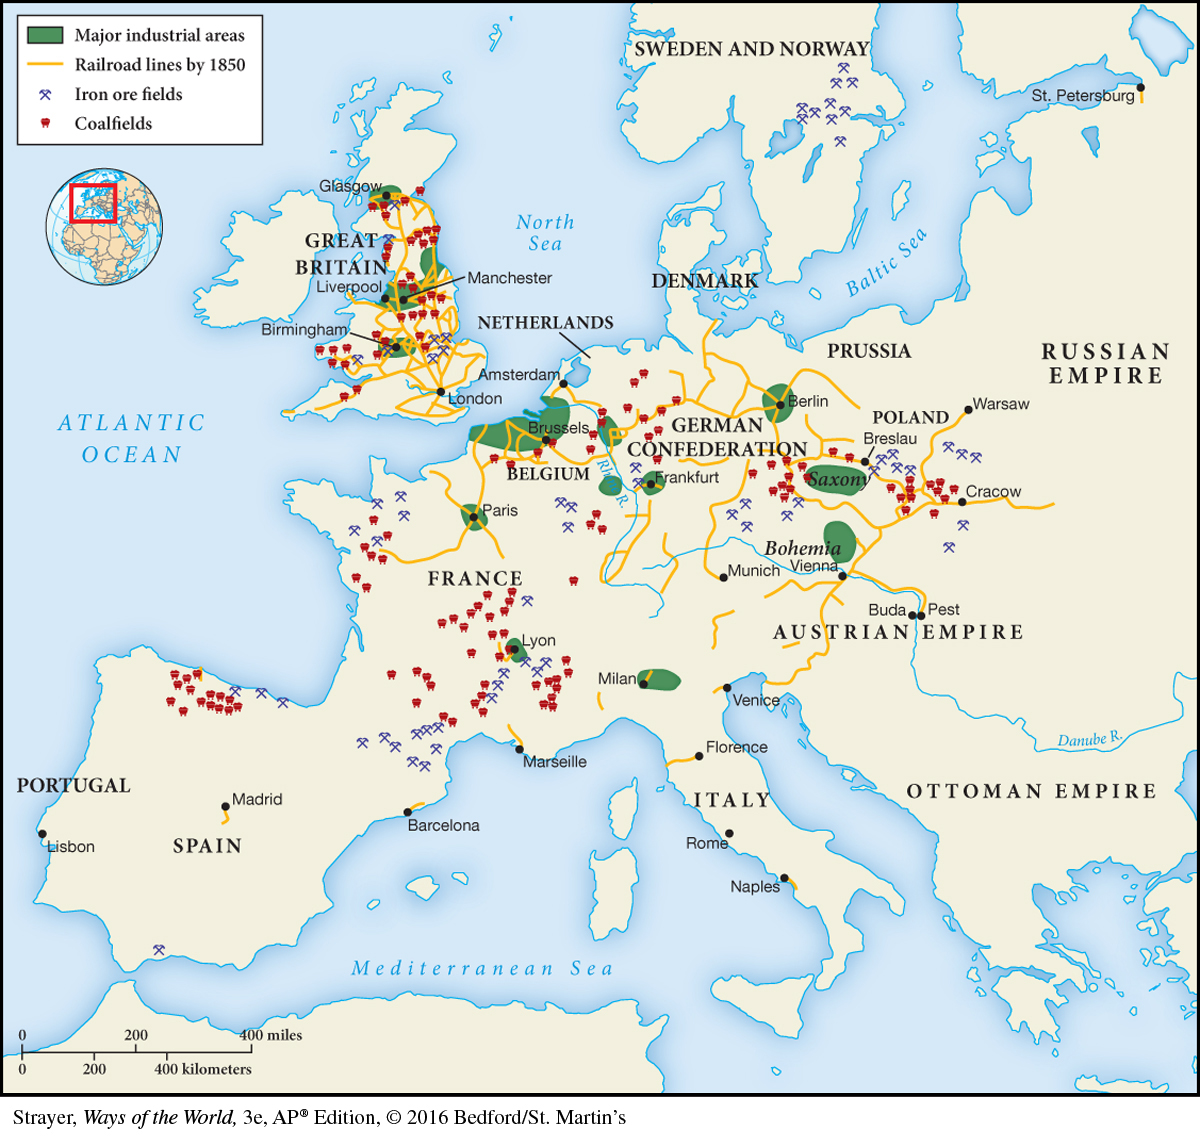 Major industrial areas
Railroad lines by 1850
Iron ore fields
Coalfields
SWEDEN AND NORWAY
St. Petersburg
Glasgow
North
Sea
GREAT
BRITAIN
Liverpool
Manchester
DENMARK
Baltic Sea
Birmingham
NETHERLANDS
PRUSSIA
RUSSIAN
EMPIRE
Amsterdam
London
ATLANTIC
OCEAN
Berlin
Warsaw
POLAND
Brussels
GERMAN
CONFEDERATION
Breslau
BELGIUM
Rhine R.
Frankfurt
Saxony
Cracow
Paris
Bohemia
Vienna
Munich
FRANCE
Buda
Pest
AUSTRIAN EMPIRE
Lyon
Milan
Venice
Danube R.
Florence
Marseille
PORTUGAL
Madrid
Barcelona
ITALY
OTTOMAN EMPIRE
Lisbon
SPAIN
Rome
Naples
Mediterranean Sea
0 200 400 miles
0 200 400 kilometers
Strayer, Ways of the World, 3e, AP® Edition, © 2016 Bedford/St. Martin's